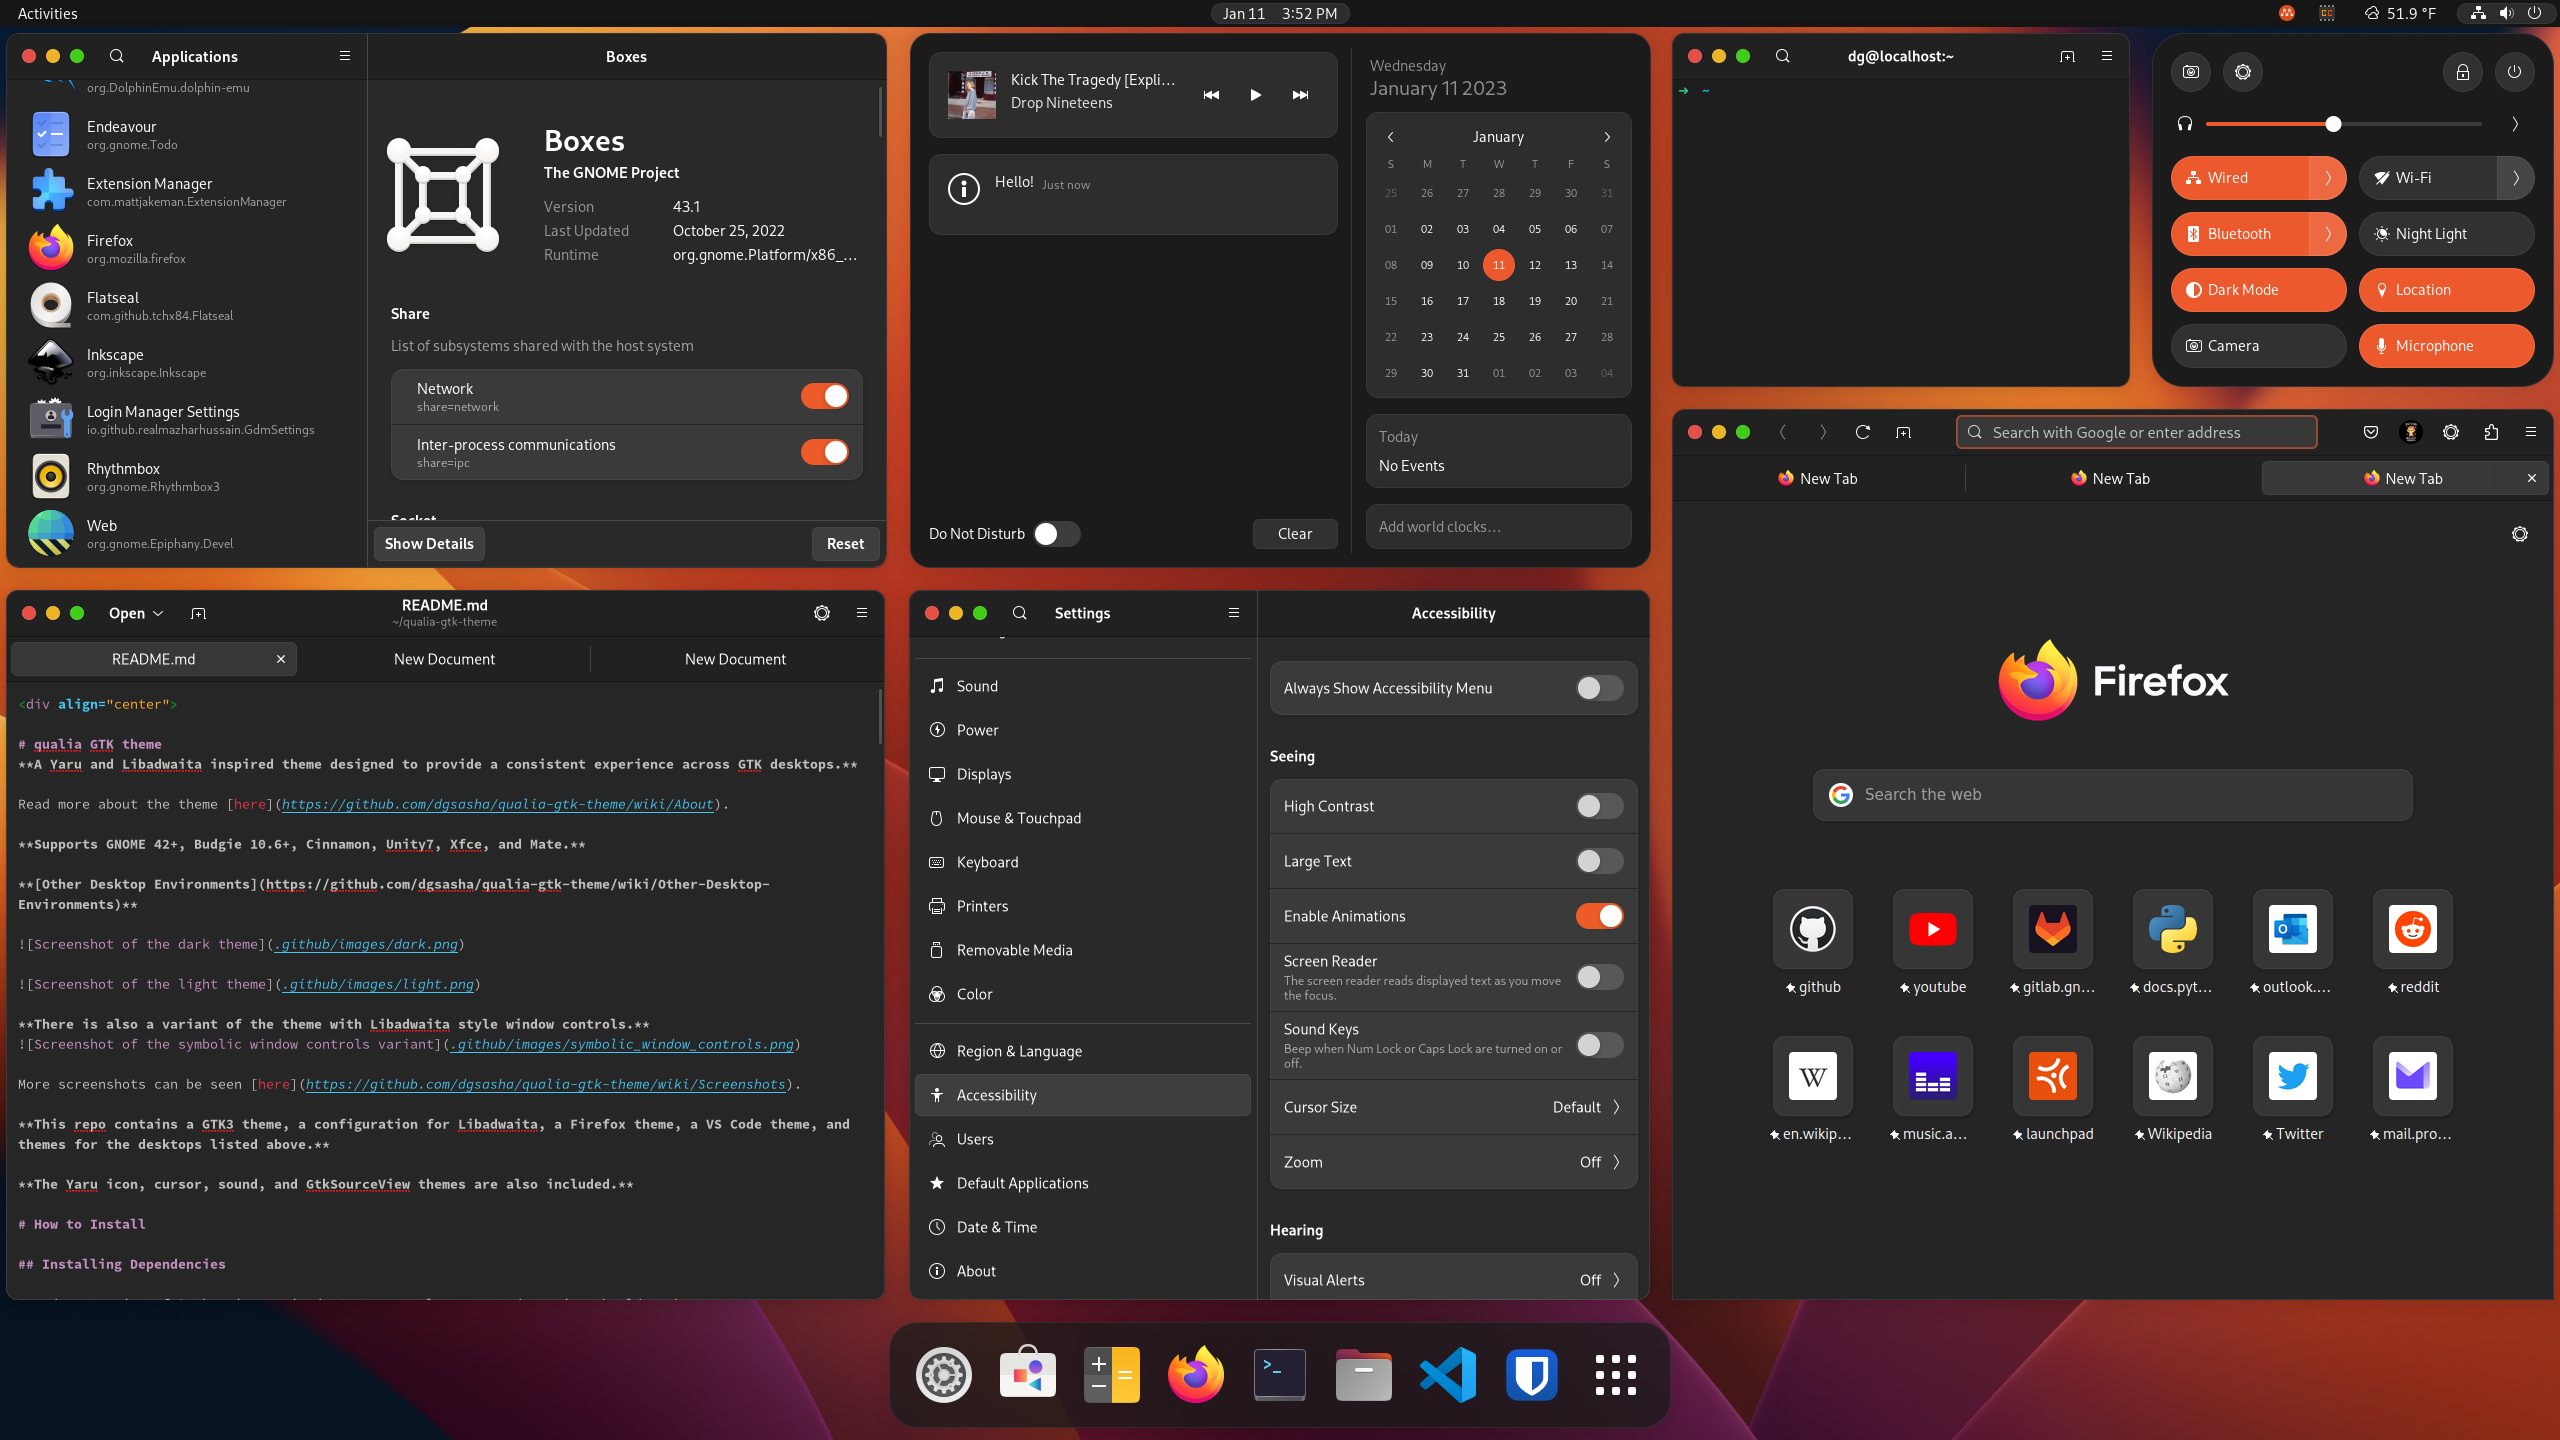 Activities
Jan 11 3:52 PM
51.9 °F
Applications
org.DolphinEmu.dolphin-emu
Endeavour
org.gnome.Todo
Extension Manager
com.mattjakeman.ExtensionManager
Firefox
org.mozilla.firefox
Flatseal
com.github.tchx84.Flatseal
Inkscape
org.inkscape.Inkscape
Login Manager Settings
io.github.realmazharhussain.GdmSettings
Rhythmbox
org.gnome.Rhythmbox3
Web
org.gnome.Epiphany.Devel
Boxes
Boxes
The GNOME Project
Version 43.1
Last Updated October 25, 2022
Runtime org.gnome.Platform/x86_...
Share
List of subsystems shared with the host system
Network
share=network
Inter-process communications
share=ipc
Socket
Show Details
Reset
Kick The Tragedy [Expli...
Drop Nineteens
Hello! Just now
Do Not Disturb
Clear
Wednesday
January 11 2023
January
S M T W T F S
25 26 27 28 29 30 31
01 02 03 04 05 06 07
08 09 10 11 12 13 14
15 16 17 18 19 20 21
22 23 24 25 26 27 28
29 30 31 01 02 03 04
Today
No Events
Add world clocks...
dg@localhost:~
➜ ~
Wired
Wi-Fi
Bluetooth
Night Light
Dark Mode
Location
Camera
Microphone
Open
README.md
~/qualia-gtk-theme
README.md
New Document
New Document
<div align="center">
# qualia GTK theme
**A Yaru and Libadwaita inspired theme designed to provide a consistent experience across GTK desktops.**
Read more about the theme [here](https://github.com/dgsasha/qualia-gtk-theme/wiki/About).
**Supports GNOME 42+, Budgie 10.6+, Cinnamon, Unity7, Xfce, and Mate.**
**[Other Desktop Environments](https://github.com/dgsasha/qualia-gtk-theme/wiki/Other-Desktop-
Environments)**
![Screenshot of the dark theme](.github/images/dark.png)
![Screenshot of the light theme](.github/images/light.png)
**There is also a variant of the theme with Libadwaita style window controls.**
![Screenshot of the symbolic window controls variant](.github/images/symbolic_window_controls.png)
More screenshots can be seen [here](https://github.com/dgsasha/qualia-gtk-theme/wiki/Screenshots).
**This repo contains a GTK3 theme, a configuration for Libadwaita, a Firefox theme, a VS Code theme, and
themes for the desktops listed above.**
**The Yaru icon, cursor, sound, and GtkSourceView themes are also included.**
# How to Install
## Installing Dependencies
Settings
Sound
Power
Displays
Mouse & Touchpad
Keyboard
Printers
Removable Media
Color
Region & Language
Accessibility
Users
Default Applications
Date & Time
About
Accessibility
Always Show Accessibility Menu
Seeing
High Contrast
Large Text
Enable Animations
Screen Reader
The screen reader reads displayed text as you move
the focus.
Sound Keys
Beep when Num Lock or Caps Lock are turned on or
off.
Cursor Size Default
Zoom Off
Hearing
Visual Alerts Off
Search with Google or enter address
New Tab
New Tab
New Tab
Firefox
Search the web
github
youtube
gitlab.gn...
docs.pyt...
outlook....
reddit
en.wikip...
music.a...
launchpad
Wikipedia
Twitter
mail.pro...